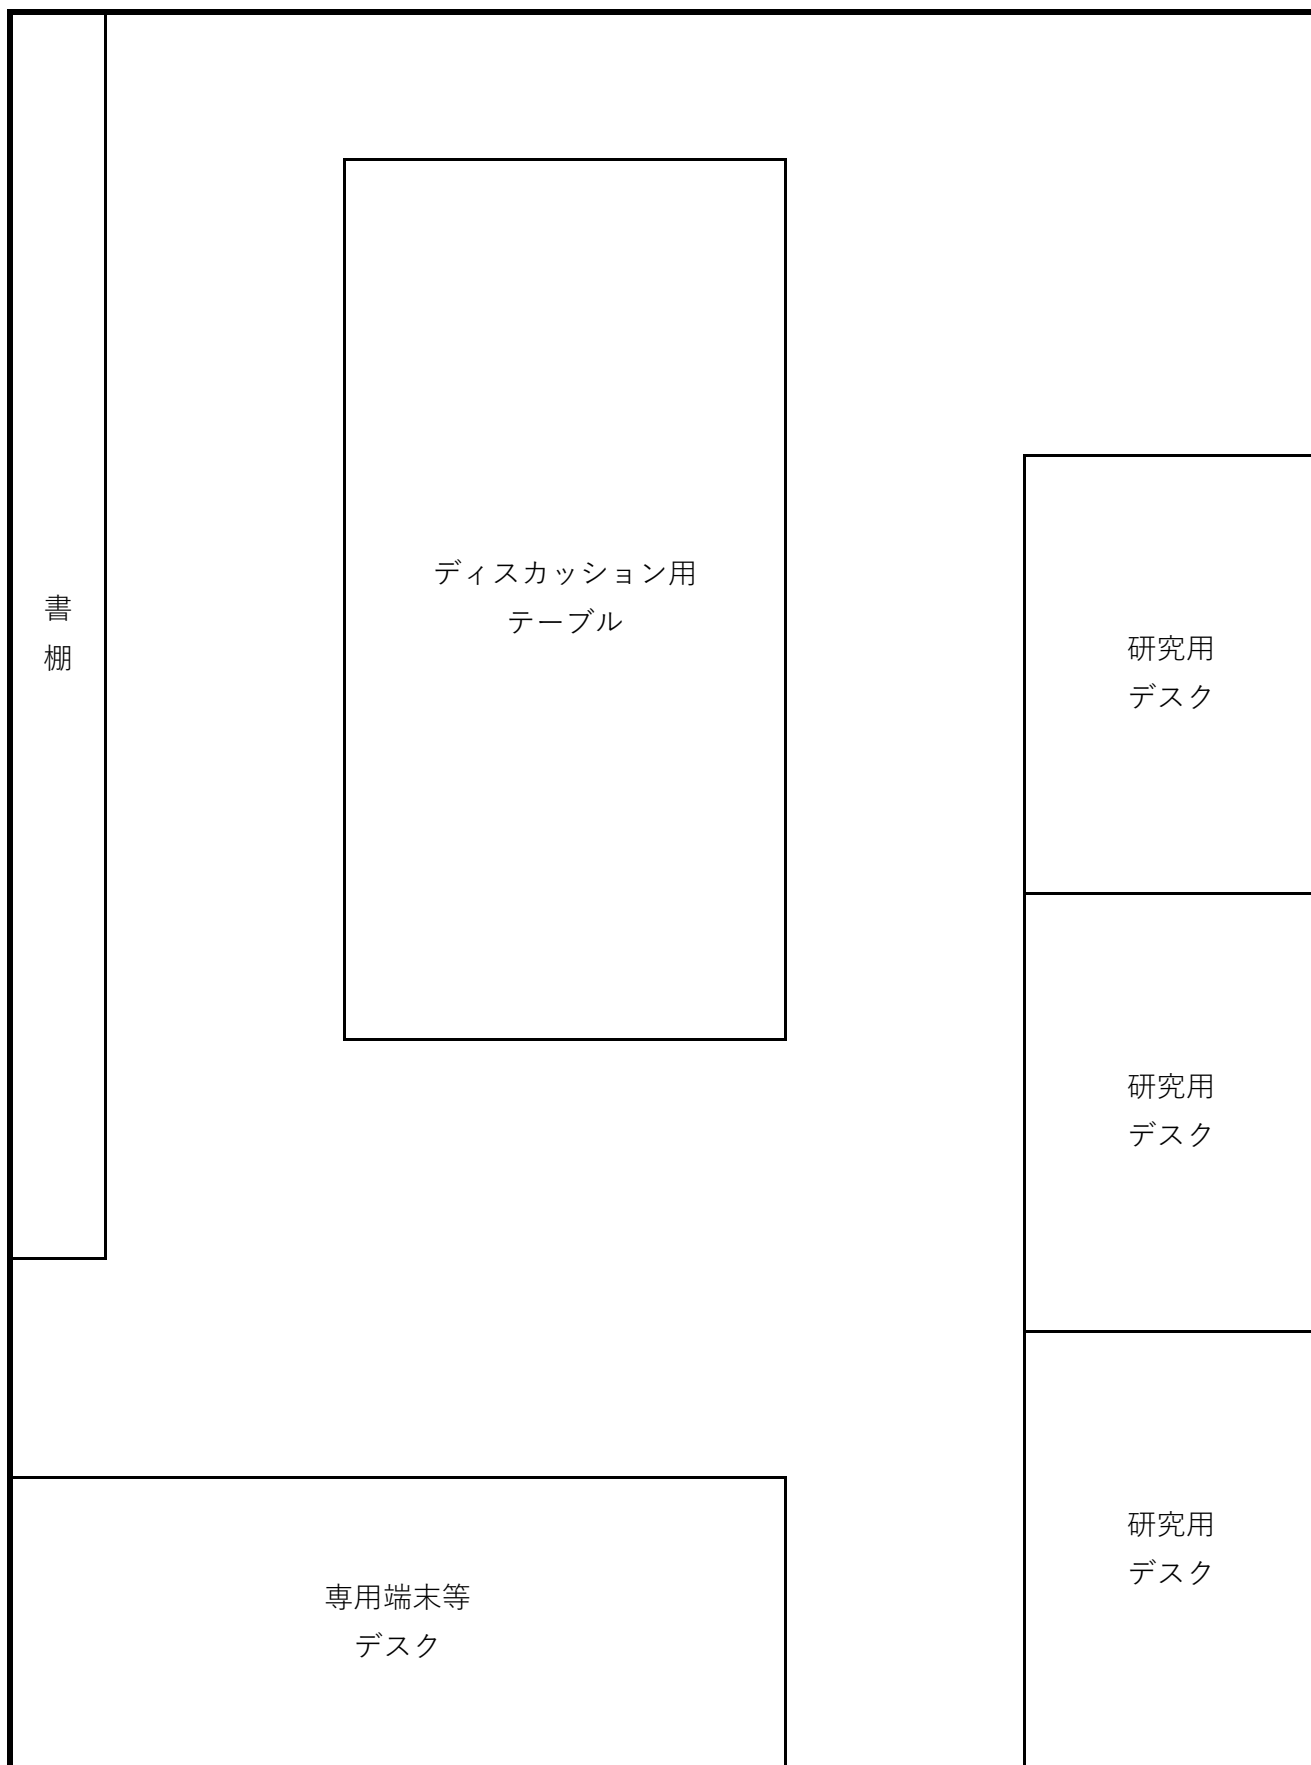 書
棚
ディスカッション用
テーブル
研究用
デスク
研究用
デスク
研究用
デスク
専用端末等
デスク